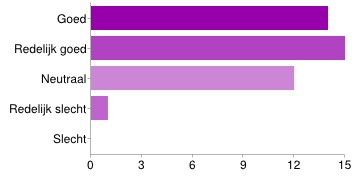 Goed
Redelijk goed
Neutraal
Redelijk slecht
Slecht
0 3 6 9 12 15